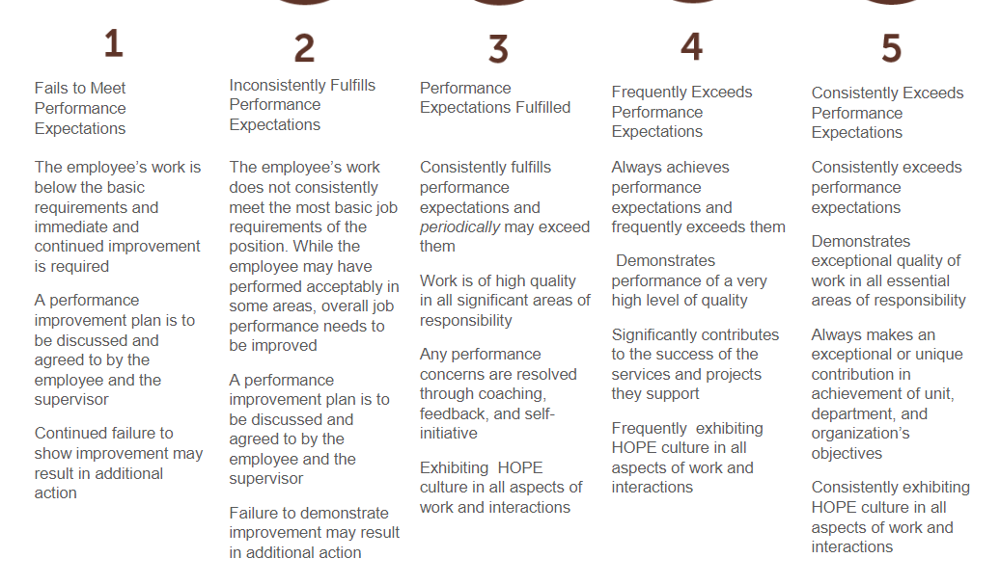 1
Fails to Meet
Performance
Expectations
The employee’s work is
below the basic
requirements and
immediate and
continued improvement
is required
A performance
improvement plan is to
be discussed and
agreed to by the
employee and the
supervisor
Continued failure to
show improvement may
result in additional
action
2
Inconsistently Fulfills
Performance
Expectations
The employee’s work
does not consistently
meet the most basic job
requirements of the
position. While the
employee may have
performed acceptably in
some areas, overall job
performance needs to
be improved
A performance
improvement plan is to
be discussed and
agreed to by the
employee and the
supervisor
Failure to demonstrate
improvement may result
in additional action
3
Performance
Expectations Fulfilled
Consistently fulfills
performance
expectations and
periodically may exceed
them
Work is of high quality
in all significant areas of
responsibility
Any performance
concerns are resolved
through coaching,
feedback, and self-
initiative
Exhibiting HOPE
culture in all aspects of
work and interactions
4
Frequently Exceeds
Performance
Expectations
Always achieves
performance
expectations and
frequently exceeds them
Demonstrates
performance of a very
high level of quality
Significantly contributes
to the success of the
services and projects
they support
Frequently exhibiting
HOPE culture in all
aspects of work and
interactions
5
Consistently Exceeds
Performance
Expectations
Consistently exceeds
performance
expectations
Demonstrates
exceptional quality of
work in all essential
areas of responsibility
Always makes an
exceptional or unique
contribution in
achievement of unit,
department, and
organization’s
objectives
Consistently exhibiting
HOPE culture in all
aspects of work and
interactions